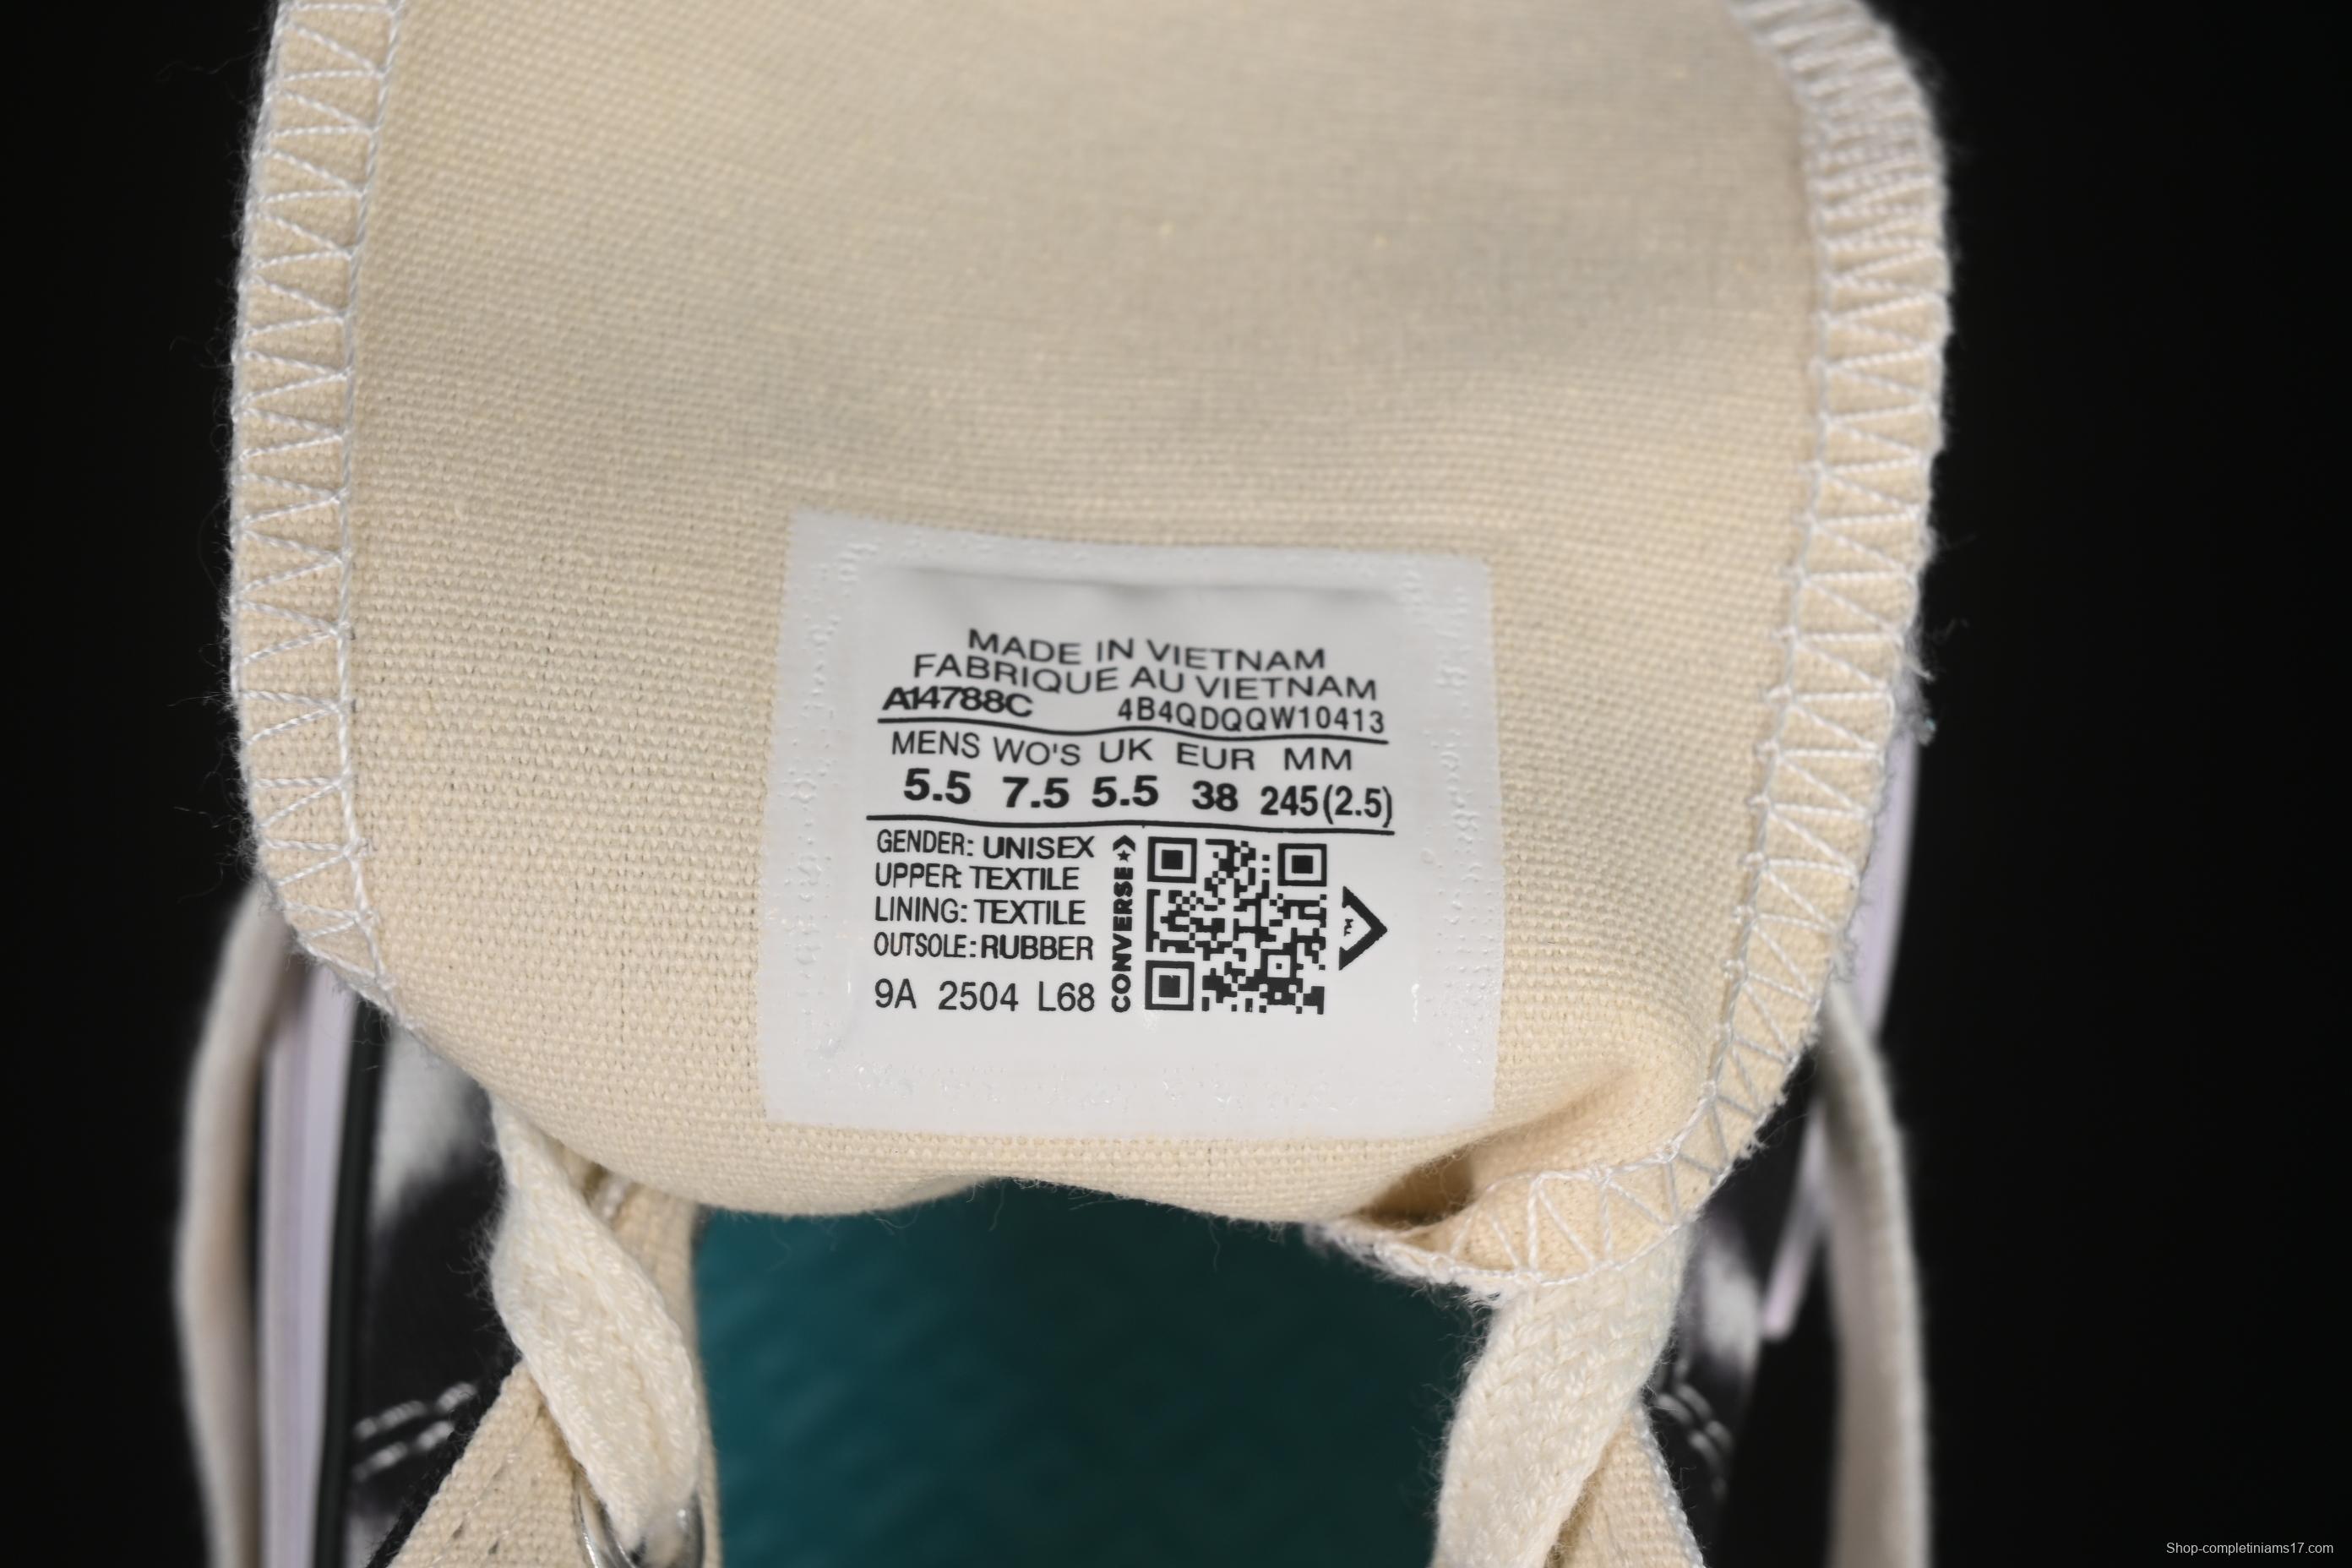 MADE IN VIETNAM
FABRIQUE AU VIETNAM
A14788C 4B4QDQQW10413
MENS WO'S UK EUR MM
5.5 7.5 5.5 38 245(2.5)
GENDER: UNISEX
UPPER: TEXTILE
LINING: TEXTILE
OUTSOLE: RUBBER
9A 2504 L68
CONVERSE
Shop-completiniams17.com